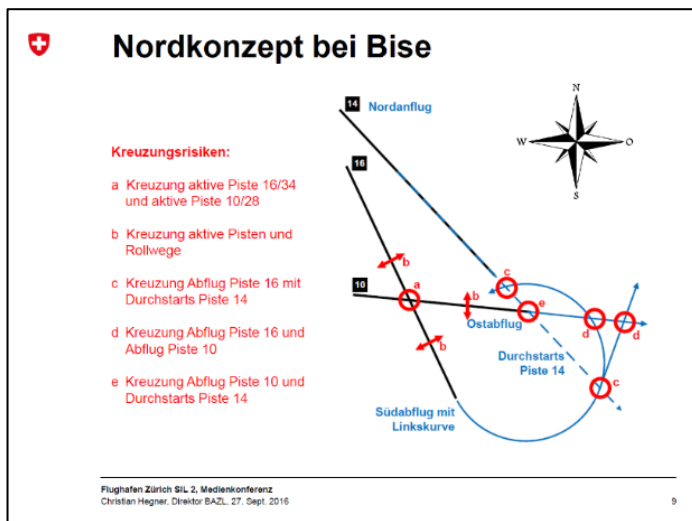 Nordkonzept bei Bise
14 Nordanflug
N
W O
S
16
10
Kreuzungsrisiken:
a Kreuzung aktive Piste 16/34
und aktive Piste 10/28
b Kreuzung aktive Pisten und
Rollwege
c Kreuzung Abflug Piste 16 mit
Durchstarts Piste 14
d Kreuzung Abflug Piste 16 und
Abflug Piste 10
e Kreuzung Abflug Piste 10 und
Durchstarts Piste 14
b
c
a
b
e
Ostabflug
d
d
b
Durchstarts
Piste 14
c
Südabflug mit
Linkskurve
Flughafen Zürich SIL 2, Medienkonferenz
Christian Hegner, Direktor BAZL, 27. Sept. 2016
9